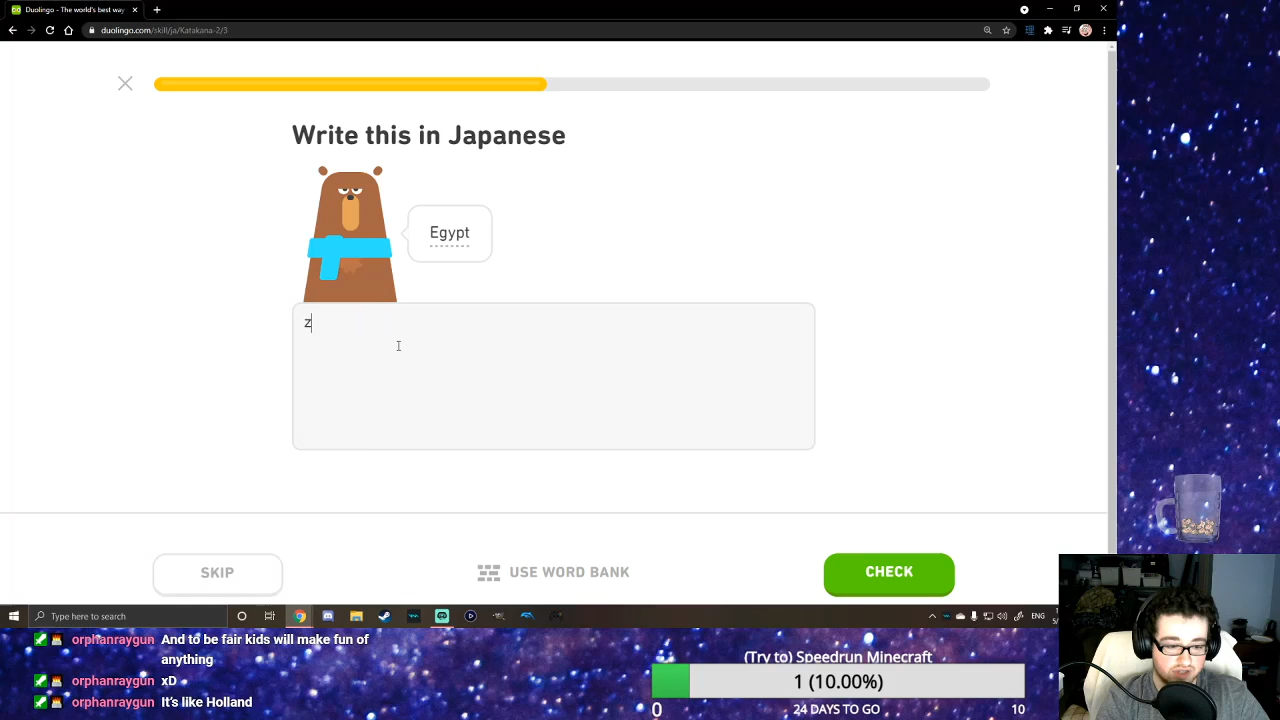 Duolingo - The world's best way
duolingo.com/skill/ja/Katakana-2/3
Write this in Japanese
Egypt
z
SKIP
USE WORD BANK
CHECK
Type here to search
ENG
orphanraygun And to be fair kids will make fun of
anything
orphanraygun xD
orphanraygun It's like Holland
(Try to) Speedrun Minecraft
1 (10.00%)
0 24 DAYS TO GO 10